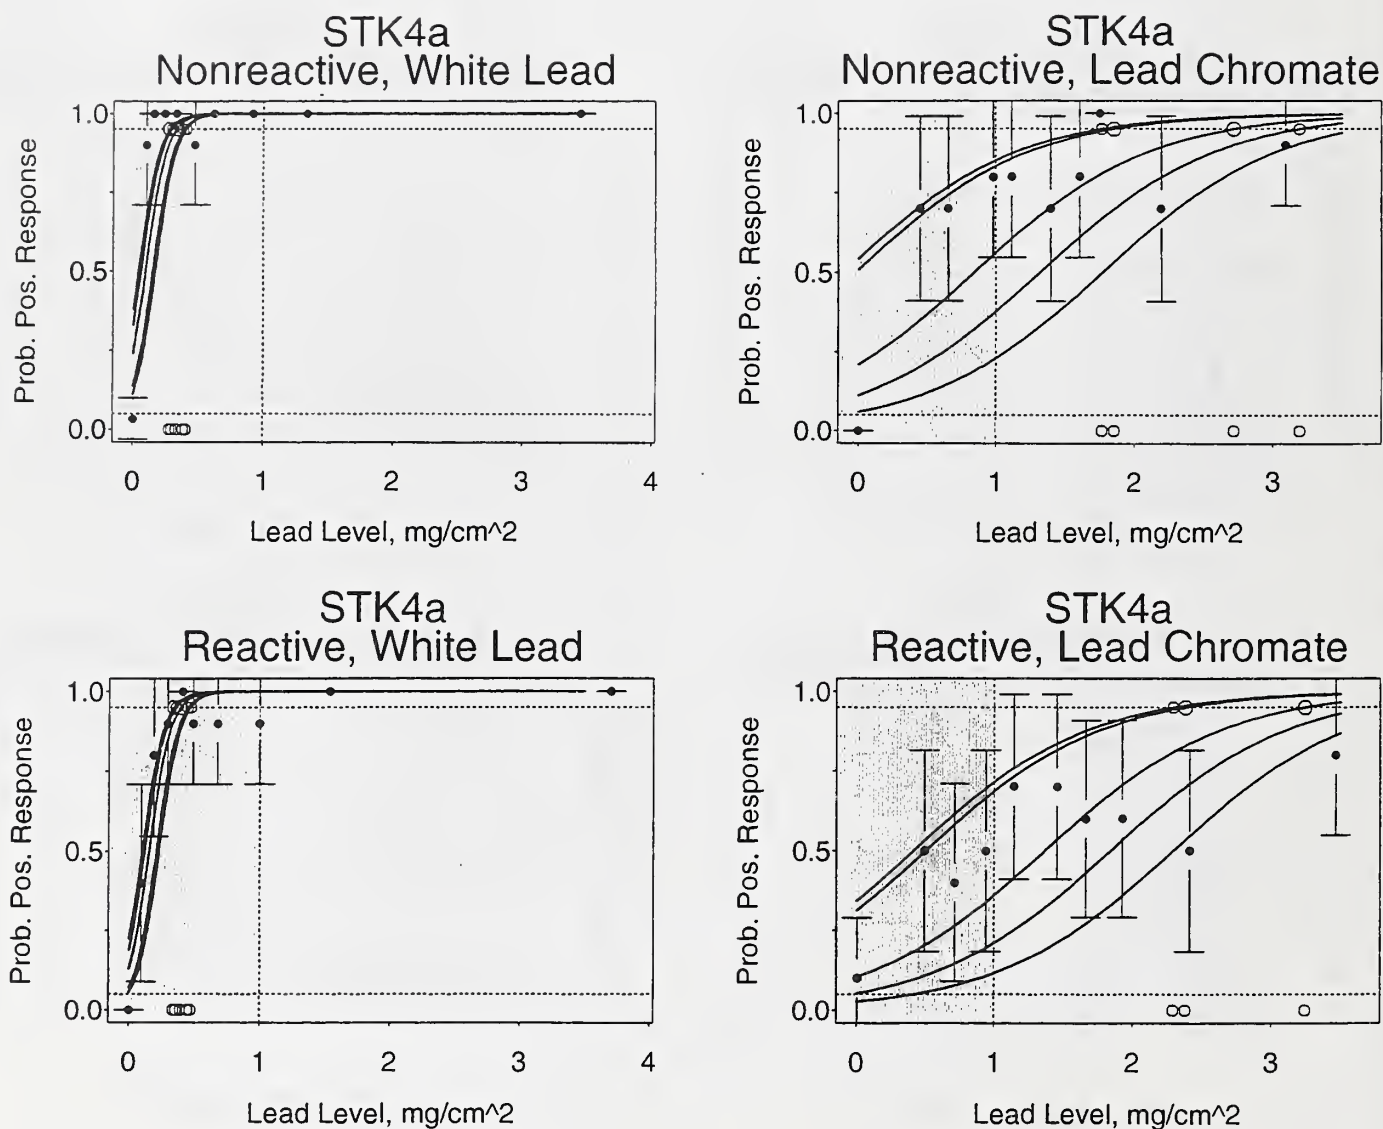 STK4a
Nonreactive, White Lead
Prob. Pos. Response
1.0
0.5
0.0
0 1 2 3 4
Lead Level, mg/cm^2
STK4a
Nonreactive, Lead Chromate
Prob. Pos. Response
1.0
0.5
0.0
0 1 2 3
Lead Level, mg/cm^2
STK4a
Reactive, White Lead
Prob. Pos. Response
1.0
0.5
0.0
0 1 2 3 4
Lead Level, mg/cm^2
STK4a
Reactive, Lead Chromate
Prob. Pos. Response
1.0
0.5
0.0
0 1 2 3
Lead Level, mg/cm^2